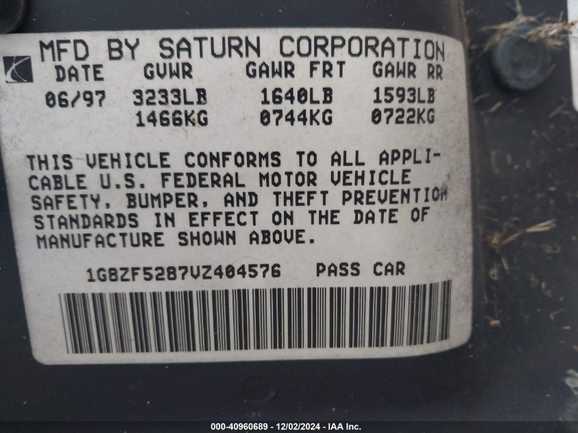 MFD BY SATURN CORPORATION
DATE GVWR GAWR FRT GAWR RR
06/97 3233LB 1640LB 1593LB
1466KG 0744KG 0722KG
THIS VEHICLE CONFORMS TO ALL APPLI-
CABLE U.S. FEDERAL MOTOR VEHICLE
SAFETY, BUMPER, AND THEFT PREVENTION
STANDARDS IN EFFECT ON THE DATE OF
MANUFACTURE SHOWN ABOVE.
1G8ZF5287VZ404576 PASS CAR
000-40960689 - 12/02/2024 - IAA Inc.